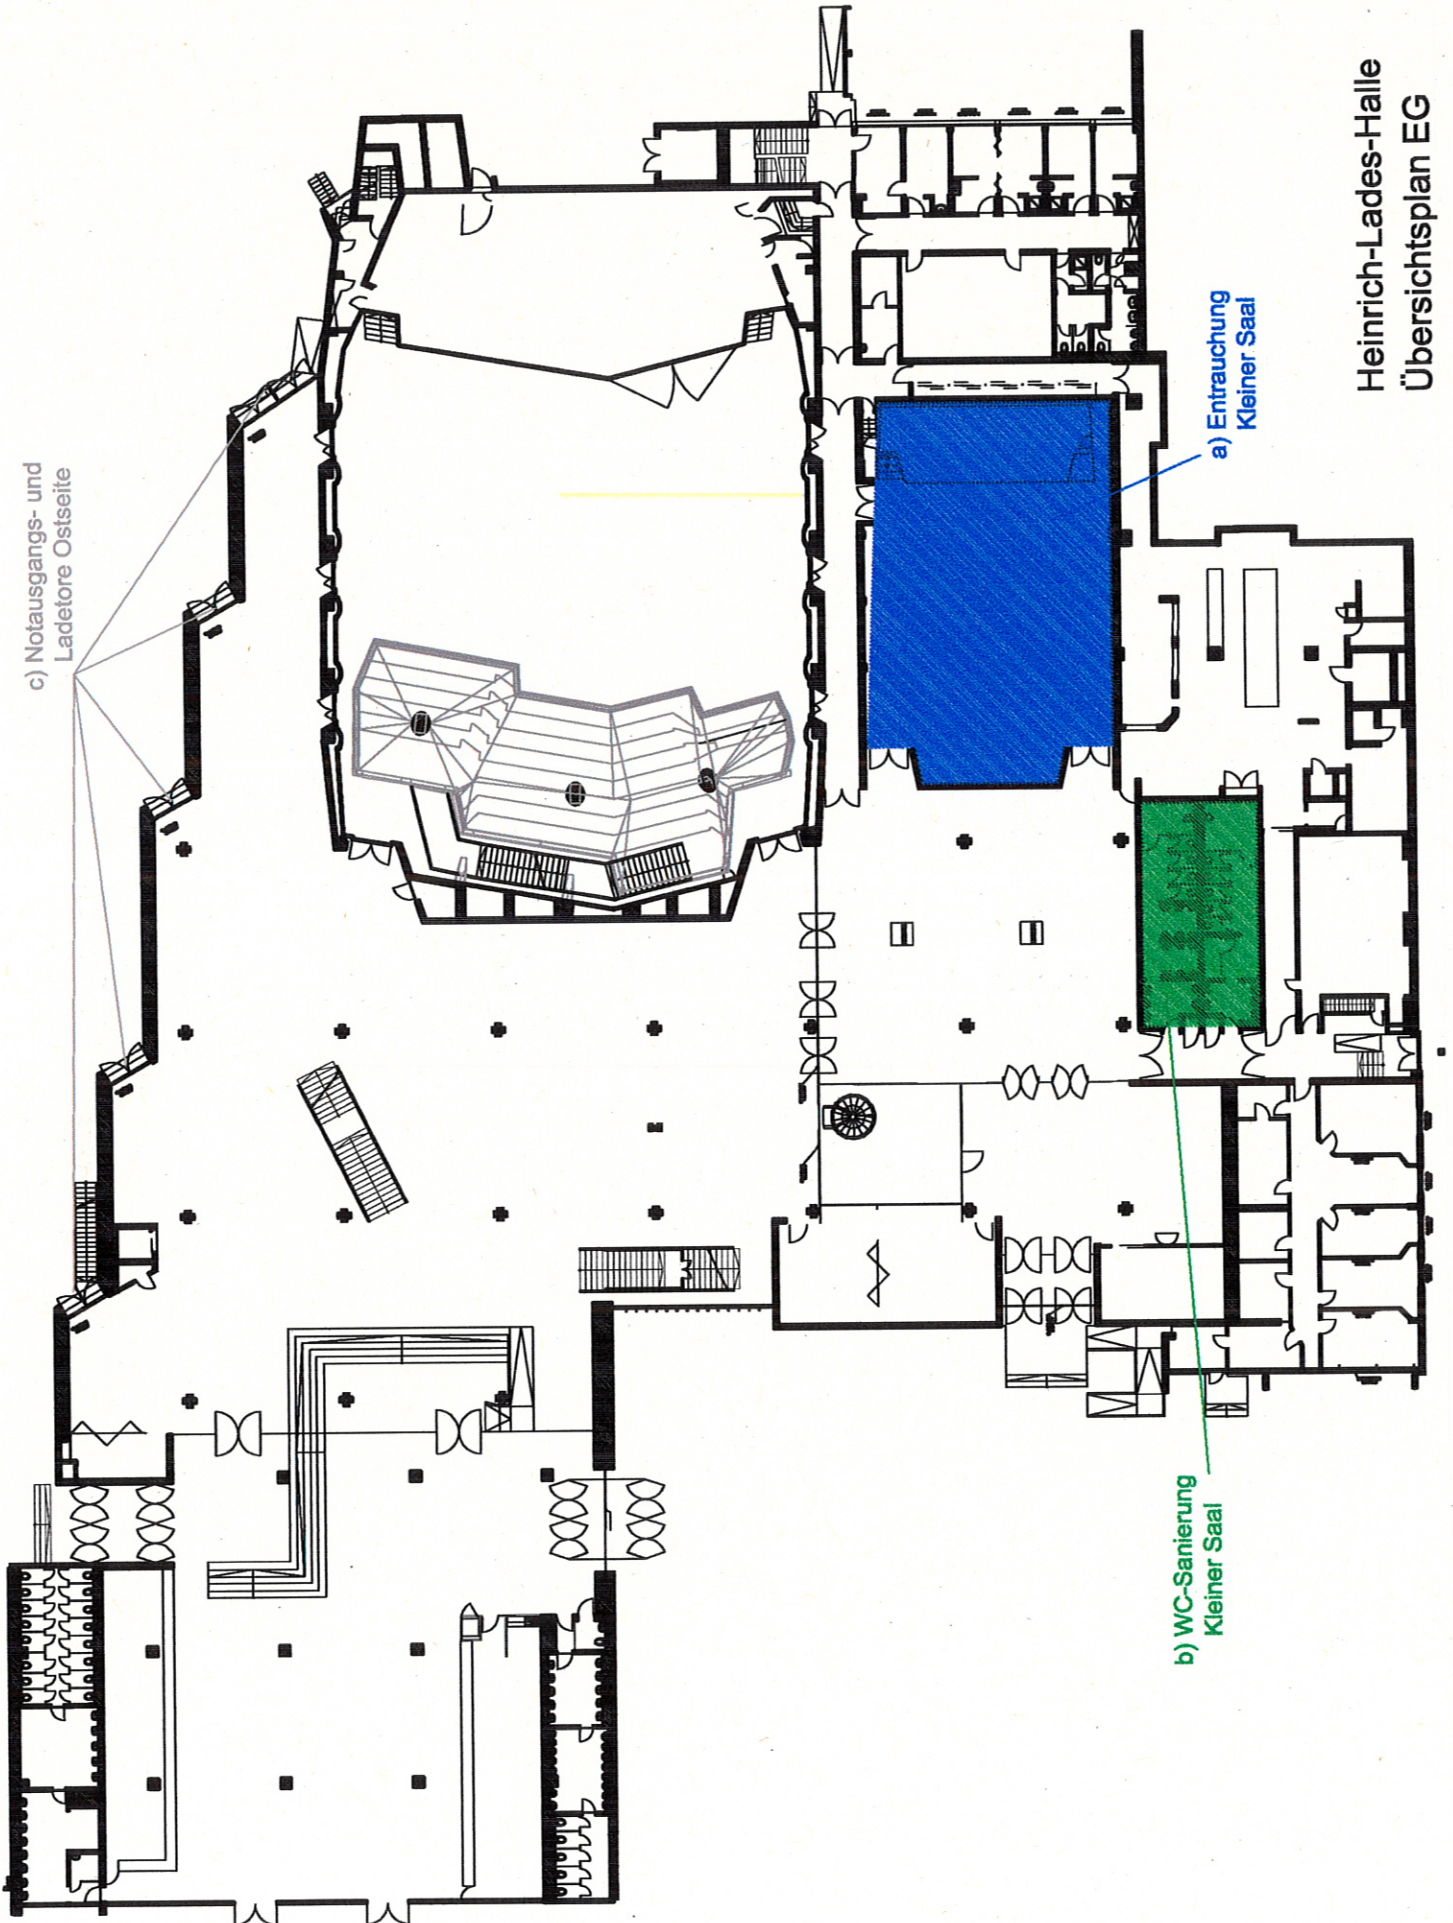 c) Notausgangs- und
Ladetore Ostseite
a) Entrauchung
Kleiner Saal
b) WC-Sanierung
Kleiner Saal
Heinrich-Lades-Halle
Übersichtsplan EG